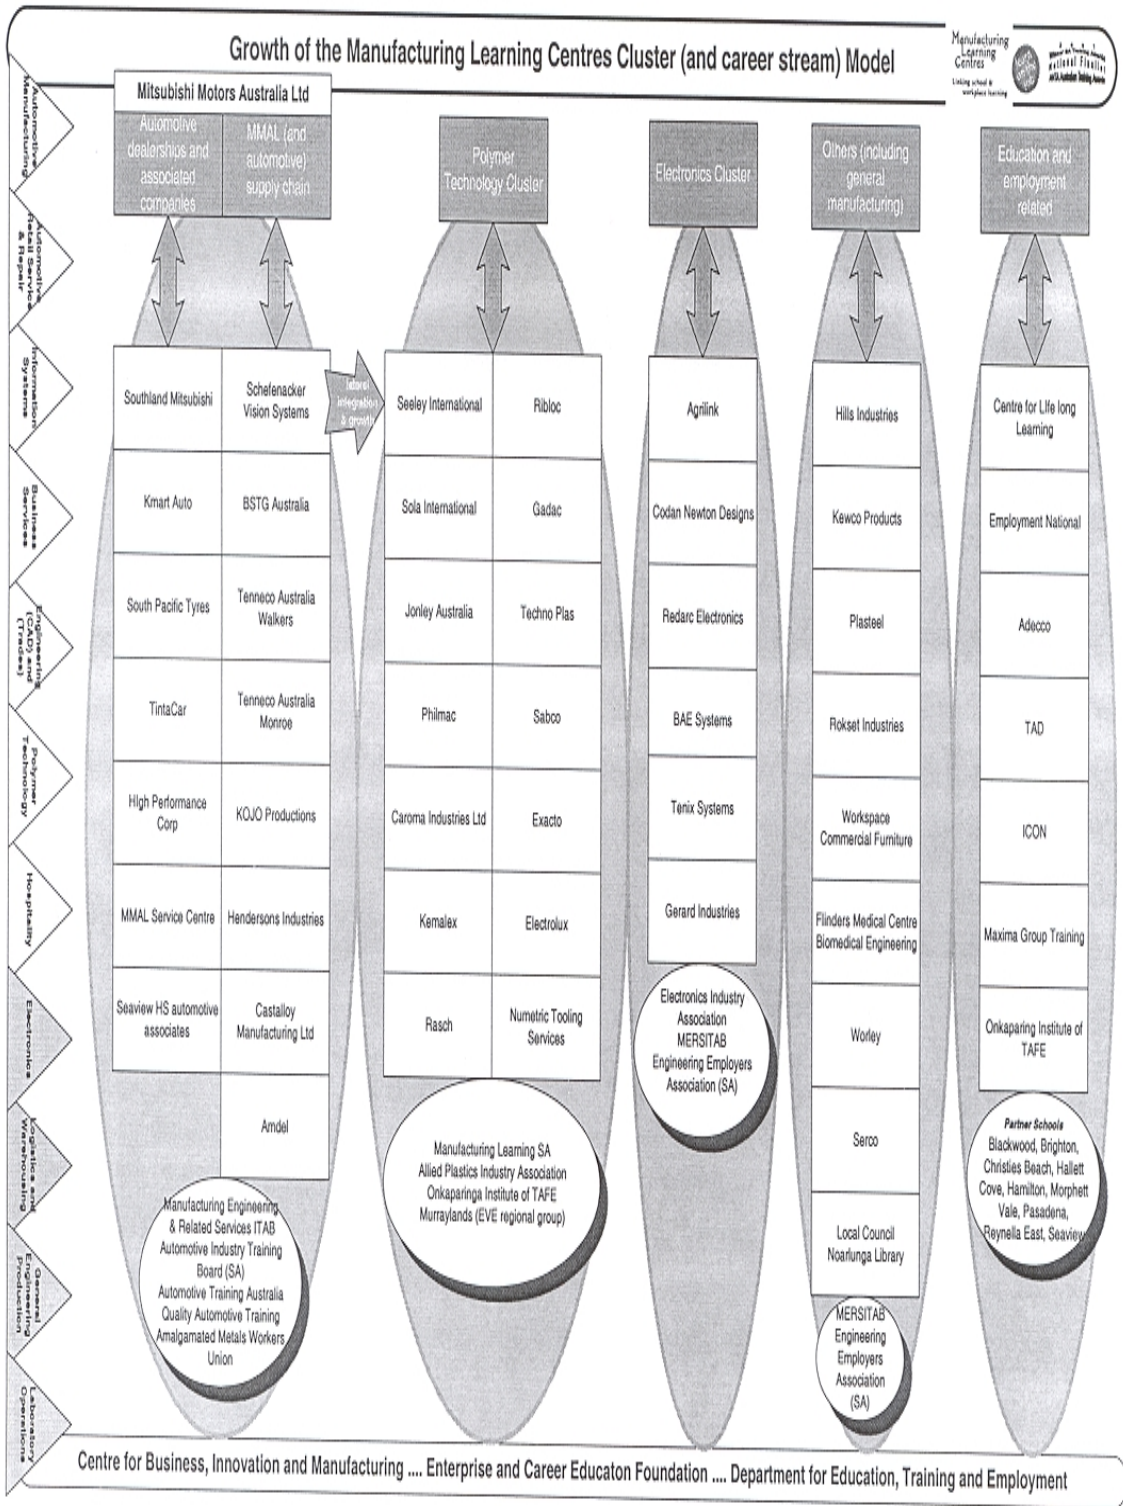 Growth of the Manufacturing Learning Centres Cluster (and career stream) Model
Manufacturing
Learning
Centres
Linking school &
workplace learning
National Finalist
Automotive
Manufacturing
Automotive
Retail Service
& Repair
Information
Systems
Business
Services
Engineering
(CAD) and
(Trades)
Polymer
Technology
Hospitality
Electronics
Logistics and
Warehousing
General
Engineering
Production
Laboratory
Operations
Mitsubishi Motors Australia Ltd
Automotive
dealerships and
associated
companies
MMAL (and
automotive)
supply chain
Southland Mitsubishi
Schefenacker
Vision Systems
Kmart Auto
BSTG Australia
South Pacific Tyres
Tenneco Australia
Walkers
TintaCar
Tenneco Australia
Monroe
High Performance
Corp
KOJO Productions
MMAL Service Centre
Hendersons Industries
Seaview HS automotive
associates
Castalloy
Manufacturing Ltd
Amdel
Manufacturing Engineering
& Related Services ITAB
Automotive Industry Training
Board (SA)
Automotive Training Australia
Quality Automotive Training
Amalgamated Metals Workers
Union
lateral
integration
& growth
Polymer
Technology Cluster
Seeley International
Ribloc
Sola International
Gadac
Jonley Australia
Techno Plas
Philmac
Sabco
Caroma Industries Ltd
Exacto
Kemalex
Electrolux
Rasch
Numetric Tooling
Services
Manufacturing Learning SA
Allied Plastics Industry Association
Onkaparinga Institute of TAFE
Murraylands (EVE regional group)
Electronics Cluster
Agrilink
Codan Newton Designs
Redarc Electronics
BAE Systems
Tenix Systems
Gerard Industries
Electronics Industry
Association
MERSITAB
Engineering Employers
Association (SA)
Others (including
general
manufacturing)
Hills Industries
Kewco Products
Plasteel
Rokset Industries
Workspace
Commercial Furniture
Flinders Medical Centre
Biomedical Engineering
Worley
Serco
Local Council
Noarlunga Library
MERSITAB
Engineering
Employers
Association
(SA)
Education and
employment
related
Centre for Life long
Learning
Employment National
Adecco
TAD
ICON
Maxima Group Training
Onkaparing Institute of
TAFE
Partner Schools
Blackwood, Brighton,
Christies Beach, Hallett
Cove, Hamilton, Morphett
Vale, Pasadena,
Reynella East, Seaview
Centre for Business, Innovation and Manufacturing .... Enterprise and Career Educaton Foundation .... Department for Education, Training and Employment